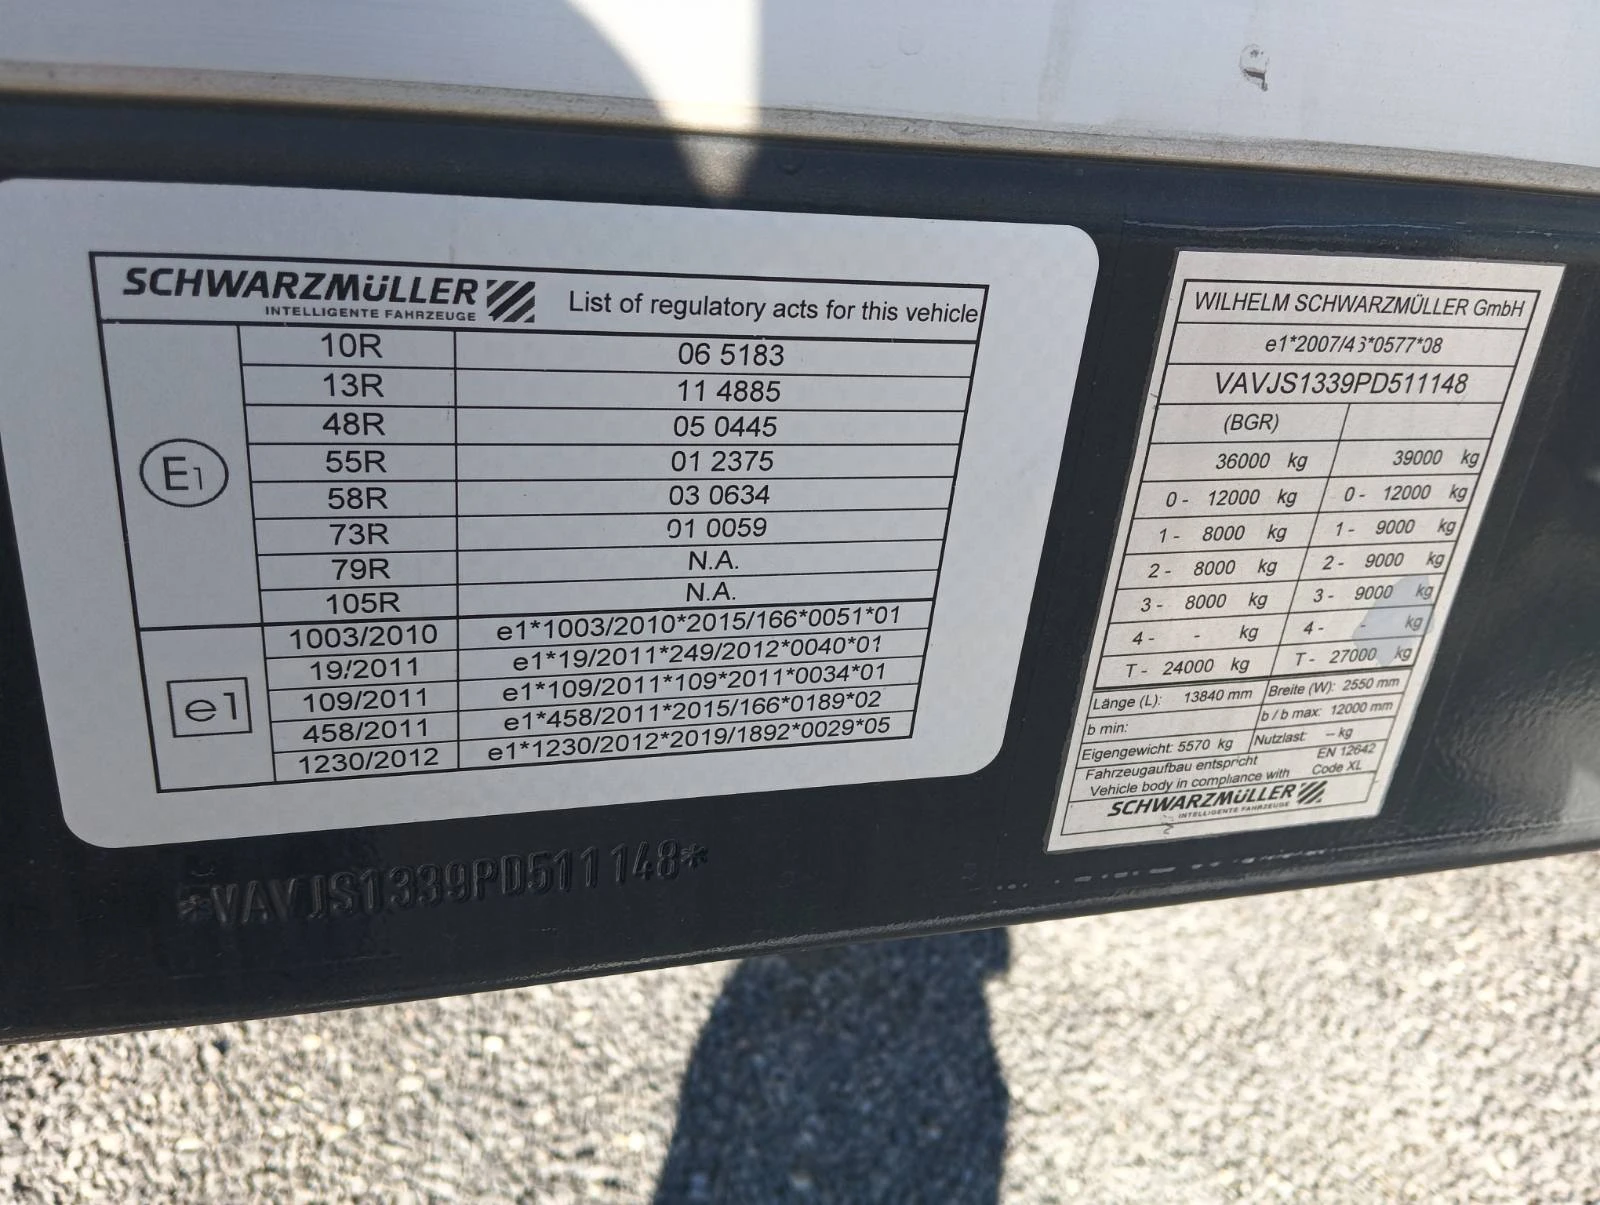 SCHWARZMÜLLER
INTELLIGENTE FAHRZEUGE
List of regulatory acts for this vehicle
E1
10R 06 5183
13R 11 4885
48R 05 0445
55R 01 2375
58R 03 0634
73R 01 0059
79R N.A.
105R N.A.
e1
1003/2010 e1*1003/2010*2015/166*0051*01
19/2011 e1*19/2011*249/2012*0040*01
109/2011 e1*109/2011*109*2011*0034*01
458/2011 e1*458/2011*2015/166*0189*02
1230/2012 e1*1230/2012*2019/1892*0029*05
*VAVJS1339PD511148*
WILHELM SCHWARZMÜLLER GmbH
e1*2007/46*0577*08
VAVJS1339PD511148
(BGR)
36000 kg 39000 kg
0 - 12000 kg 0 - 12000 kg
1 - 8000 kg 1 - 9000 kg
2 - 8000 kg 2 - 9000 kg
3 - 8000 kg 3 - 9000 kg
4 - - kg 4 - - kg
T - 24000 kg T - 27000 kg
Länge (L): 13840 mm Breite (W): 2550 mm
b min: b / b max: 12000 mm
Eigengewicht: 5570 kg Nutzlast: -- kg
Fahrzeugaufbau entspricht EN 12642
Vehicle body in compliance with Code XL
SCHWARZMÜLLER
INTELLIGENTE FAHRZEUGE